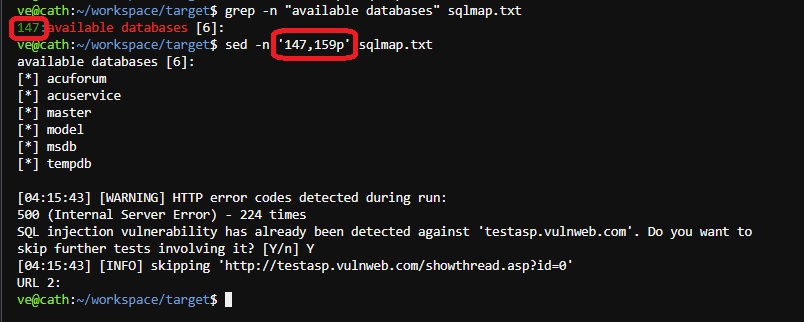 ve@cath:~/workspace/target$ grep -n "available databases" sqlmap.txt
147:available databases [6]:
ve@cath:~/workspace/target$ sed -n '147,159p' sqlmap.txt
available databases [6]:
[*] acuforum
[*] acuservice
[*] master
[*] model
[*] msdb
[*] tempdb
[04:15:43] [WARNING] HTTP error codes detected during run:
500 (Internal Server Error) - 224 times
SQL injection vulnerability has already been detected against 'testasp.vulnweb.com'. Do you want to
skip further tests involving it? [Y/n] Y
[04:15:43] [INFO] skipping 'http://testasp.vulnweb.com/showthread.asp?id=0'
URL 2:
ve@cath:~/workspace/target$